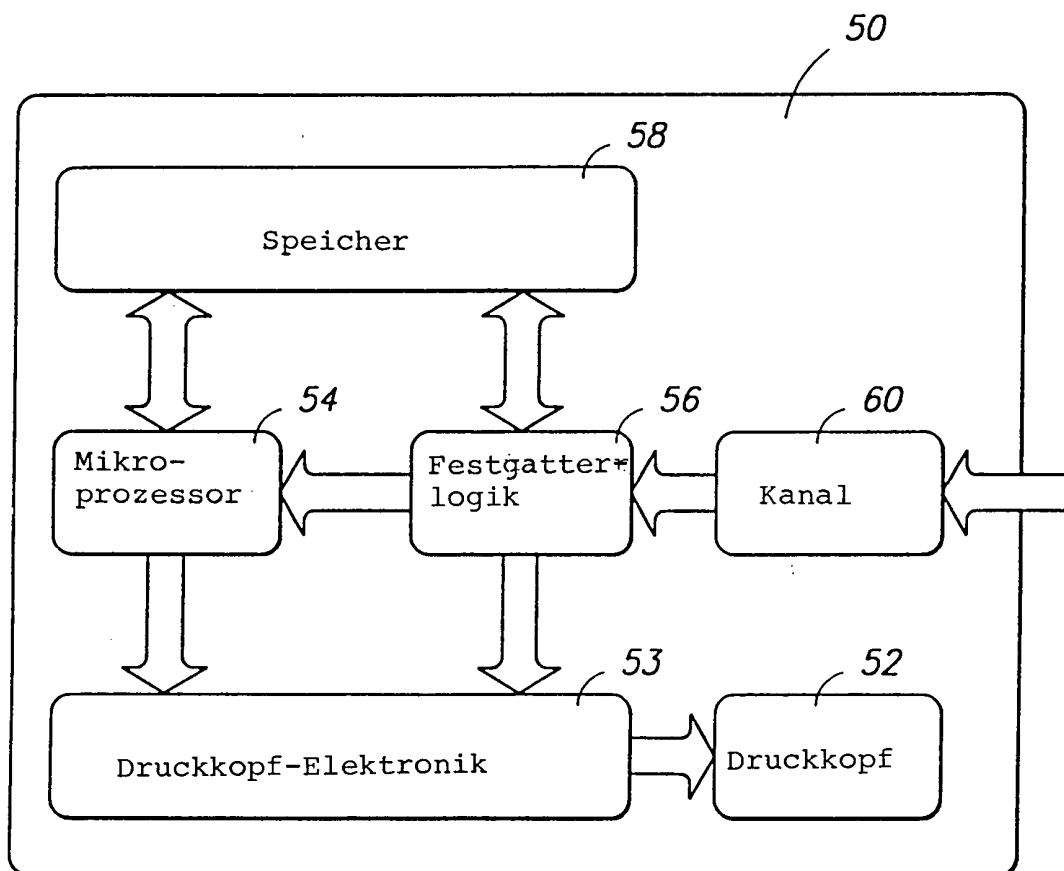 50
58
Speicher
54
56
60
Mikro-
prozessor
Festgatter-
logik
Kanal
53
52
Druckkopf-Elektronik
Druckkopf